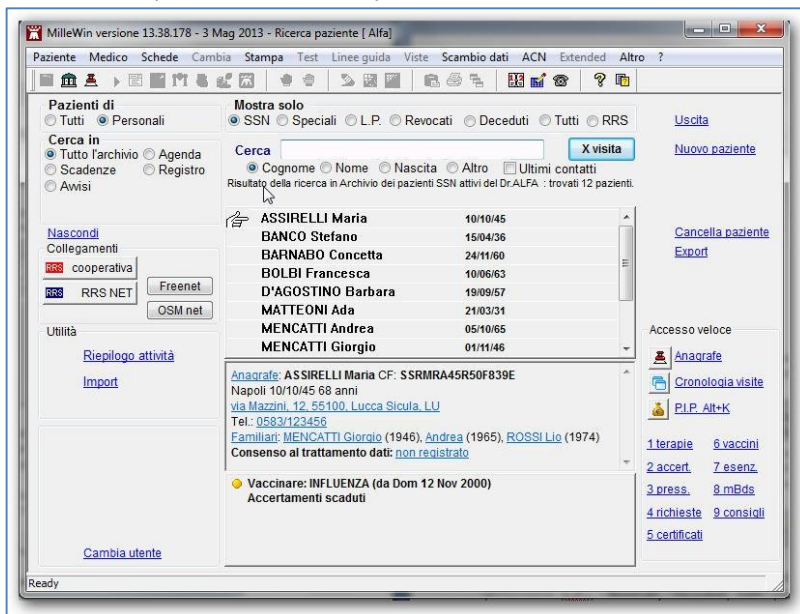 MilleWin versione 13.38.178 - 3 Mag 2013 - Ricerca paziente [ Alfa]
Paziente Medico Schede Cambia Stampa Test Linee guida Viste Scambio dati ACN Extended Altro ?
Pazienti di
Tutti Personali
Mostra solo
SSN Speciali L.P. Revocati Deceduti Tutti RRS
Uscita
Cerca in
Tutto l'archivio Agenda
Scadenze Registro
Avvisi
Cerca X visita
Cognome Nome Nascita Altro Ultimi contatti
Risultato della ricerca in Archivio dei pazienti SSN attivi del Dr.ALFA : trovati 12 pazienti.
Nuovo paziente
Nascondi
Collegamenti
RRS cooperativa
RRS RRS NET
Freenet
OSM net
ASSIRELLI Maria 10/10/45
BANCO Stefano 15/04/36
BARNABO Concetta 24/11/60
BOLBI Francesca 10/06/63
D'AGOSTINO Barbara 19/09/57
MATTEONI Ada 21/03/31
MENCATTI Andrea 05/10/65
MENCATTI Giorgio 01/11/46
Cancella paziente
Export
Utilità
Riepilogo attività
Import
Anagrafe: ASSIRELLI Maria CF: SSRMRA45R50F839E
Napoli 10/10/45 68 anni
via Mazzini, 12, 55100, Lucca Sicula, LU
Tel.: 0583/123456
Familiari: MENCATTI Giorgio (1946), Andrea (1965), ROSSI Lio (1974)
Consenso al trattamento dati: non registrato
Vaccinare: INFLUENZA (da Dom 12 Nov 2000)
Accertamenti scaduti
Accesso veloce
Anagrafe
Cronologia visite
P.I.P. Alt+K
1 terapie 6 vaccini
2 accert. 7 esenz.
3 press. 8 mBds
4 richieste 9 consigli
5 certificati
Cambia utente
Ready